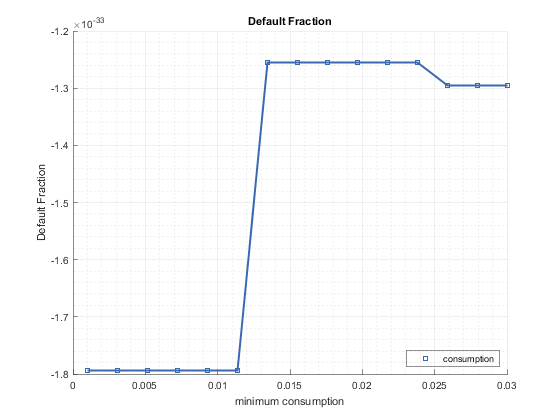 Default Fraction
×10-33
-1.2
-1.3
-1.4
-1.5
-1.6
-1.7
-1.8
Default Fraction
consumption
0 0.005 0.01 0.015 0.02 0.025 0.03
minimum consumption